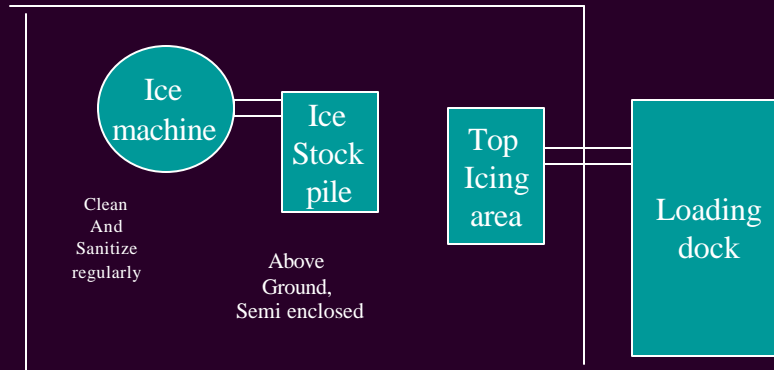 Ice
machine
Ice
Stock
pile
Top
Icing
area
Loading
dock
Clean
And
Sanitize
regularly
Above
Ground,
Semi enclosed